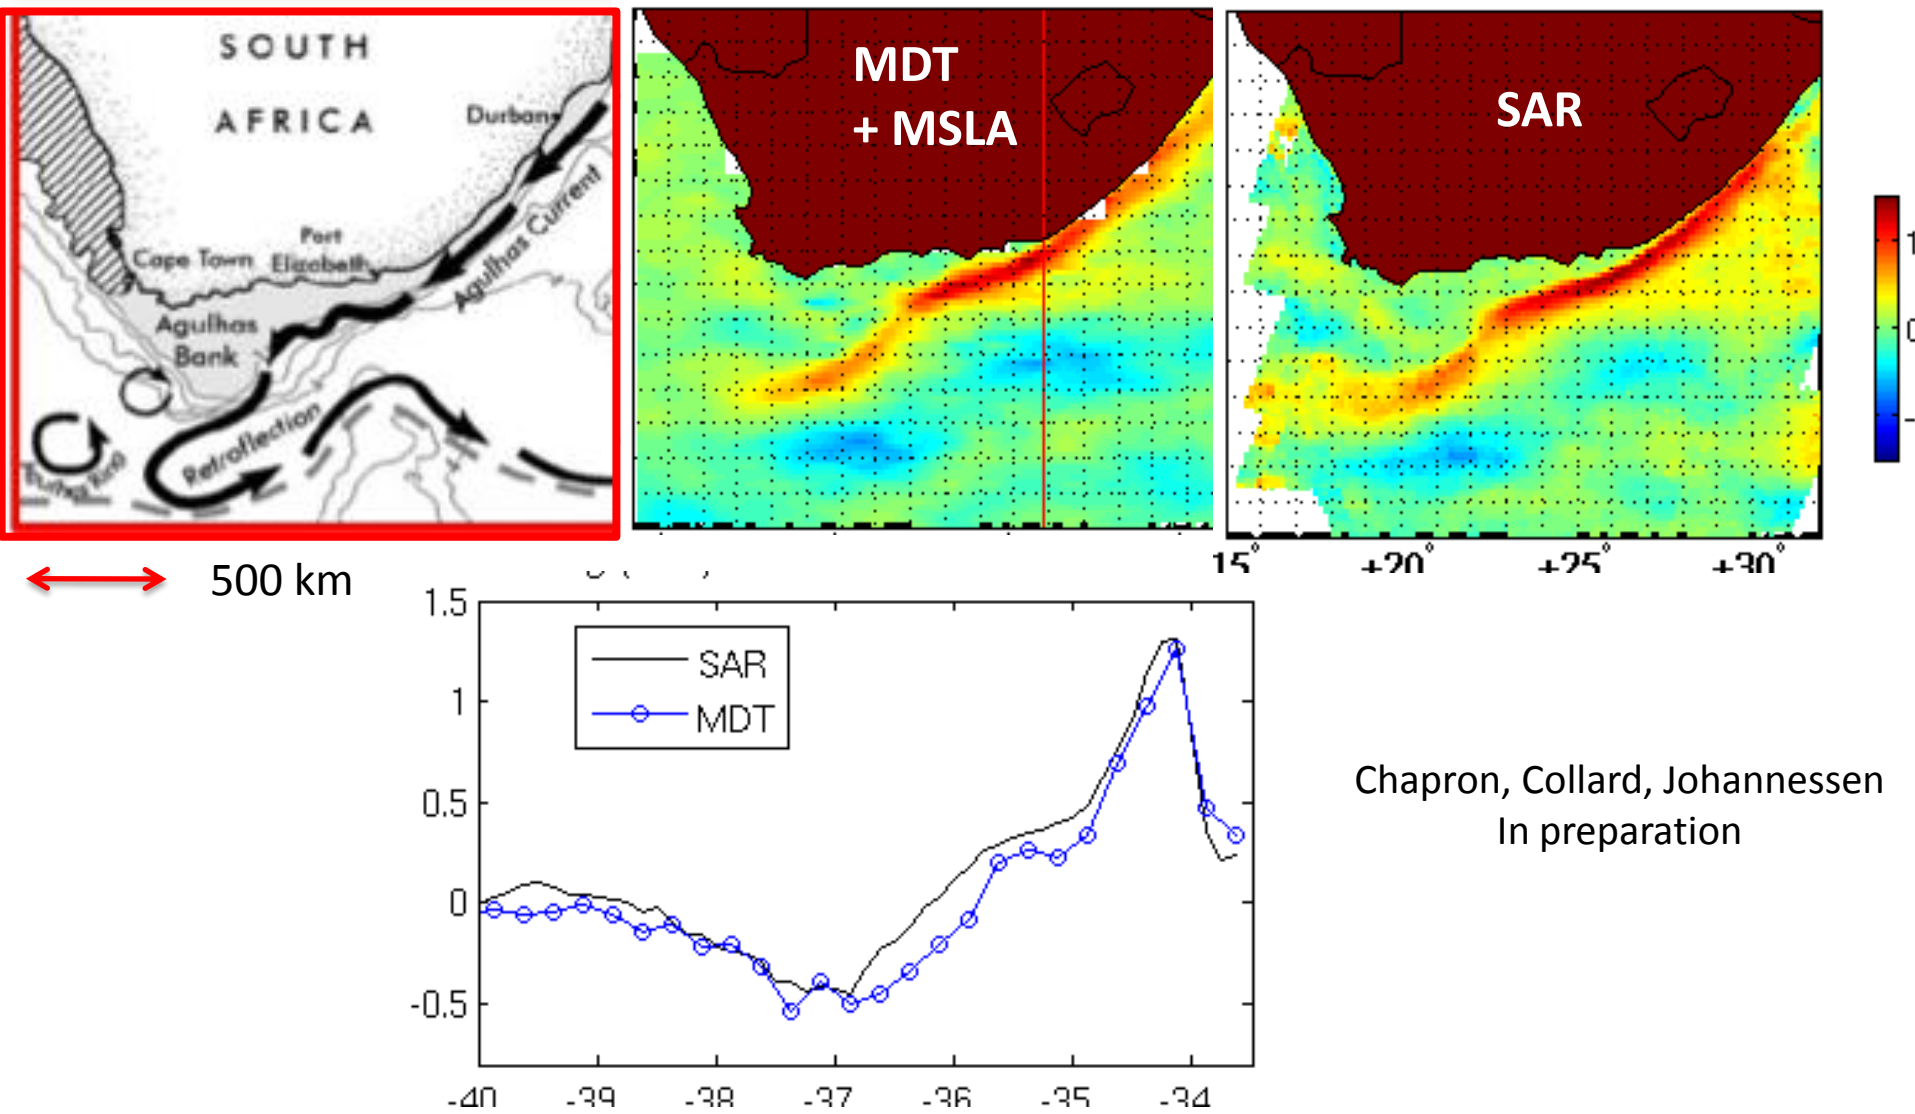 SOUTH
AFRICA
Durban
Agulhas Current
Port
Cape Town Elizabeth
Agulhas
Bank
Retroflection
500 km
MDT
+ MSLA
SAR
15°
+20°
+25°
+30°
1
0
1.5
1
0.5
0
-0.5
SAR
MDT
-40
-39
-38
-37
-36
-35
-34
Chapron, Collard, Johannessen
In preparation